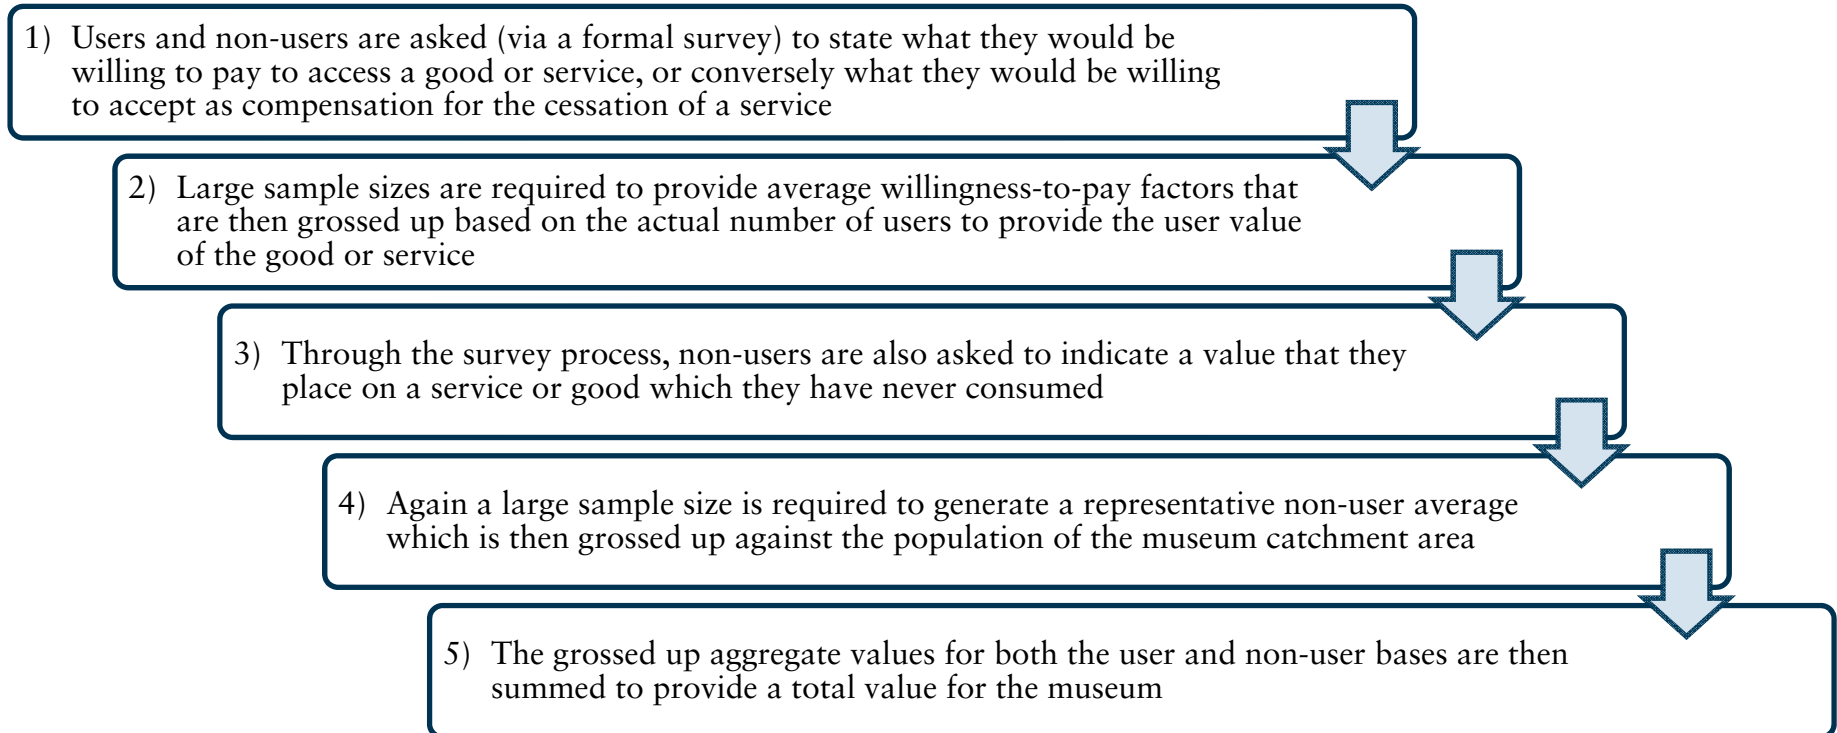 1) Users and non-users are asked (via a formal survey) to state what they would be
willing to pay to access a good or service, or conversely what they would be willing
to accept as compensation for the cessation of a service
2) Large sample sizes are required to provide average willingness-to-pay factors that
are then grossed up based on the actual number of users to provide the user value
of the good or service
3) Through the survey process, non-users are also asked to indicate a value that they
place on a service or good which they have never consumed
4) Again a large sample size is required to generate a representative non-user average
which is then grossed up against the population of the museum catchment area
5) The grossed up aggregate values for both the user and non-user bases are then
summed to provide a total value for the museum